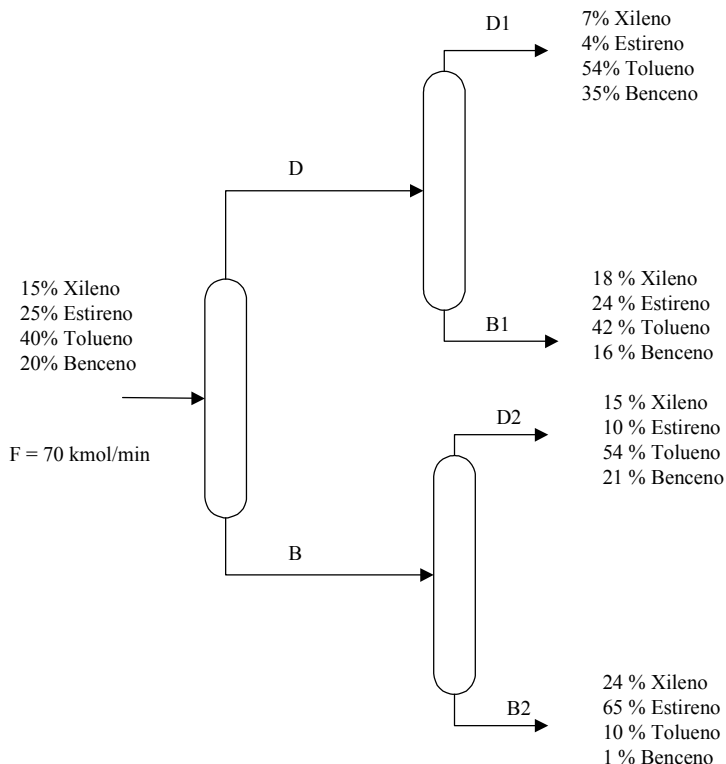 D1
7% Xileno
4% Estireno
54% Tolueno
35% Benceno
D
15% Xileno
25% Estireno
40% Tolueno
20% Benceno
F = 70 kmol/min
B1
18 % Xileno
24 % Estireno
42 % Tolueno
16 % Benceno
D2
15 % Xileno
10 % Estireno
54 % Tolueno
21 % Benceno
B
B2
24 % Xileno
65 % Estireno
10 % Tolueno
1 % Benceno